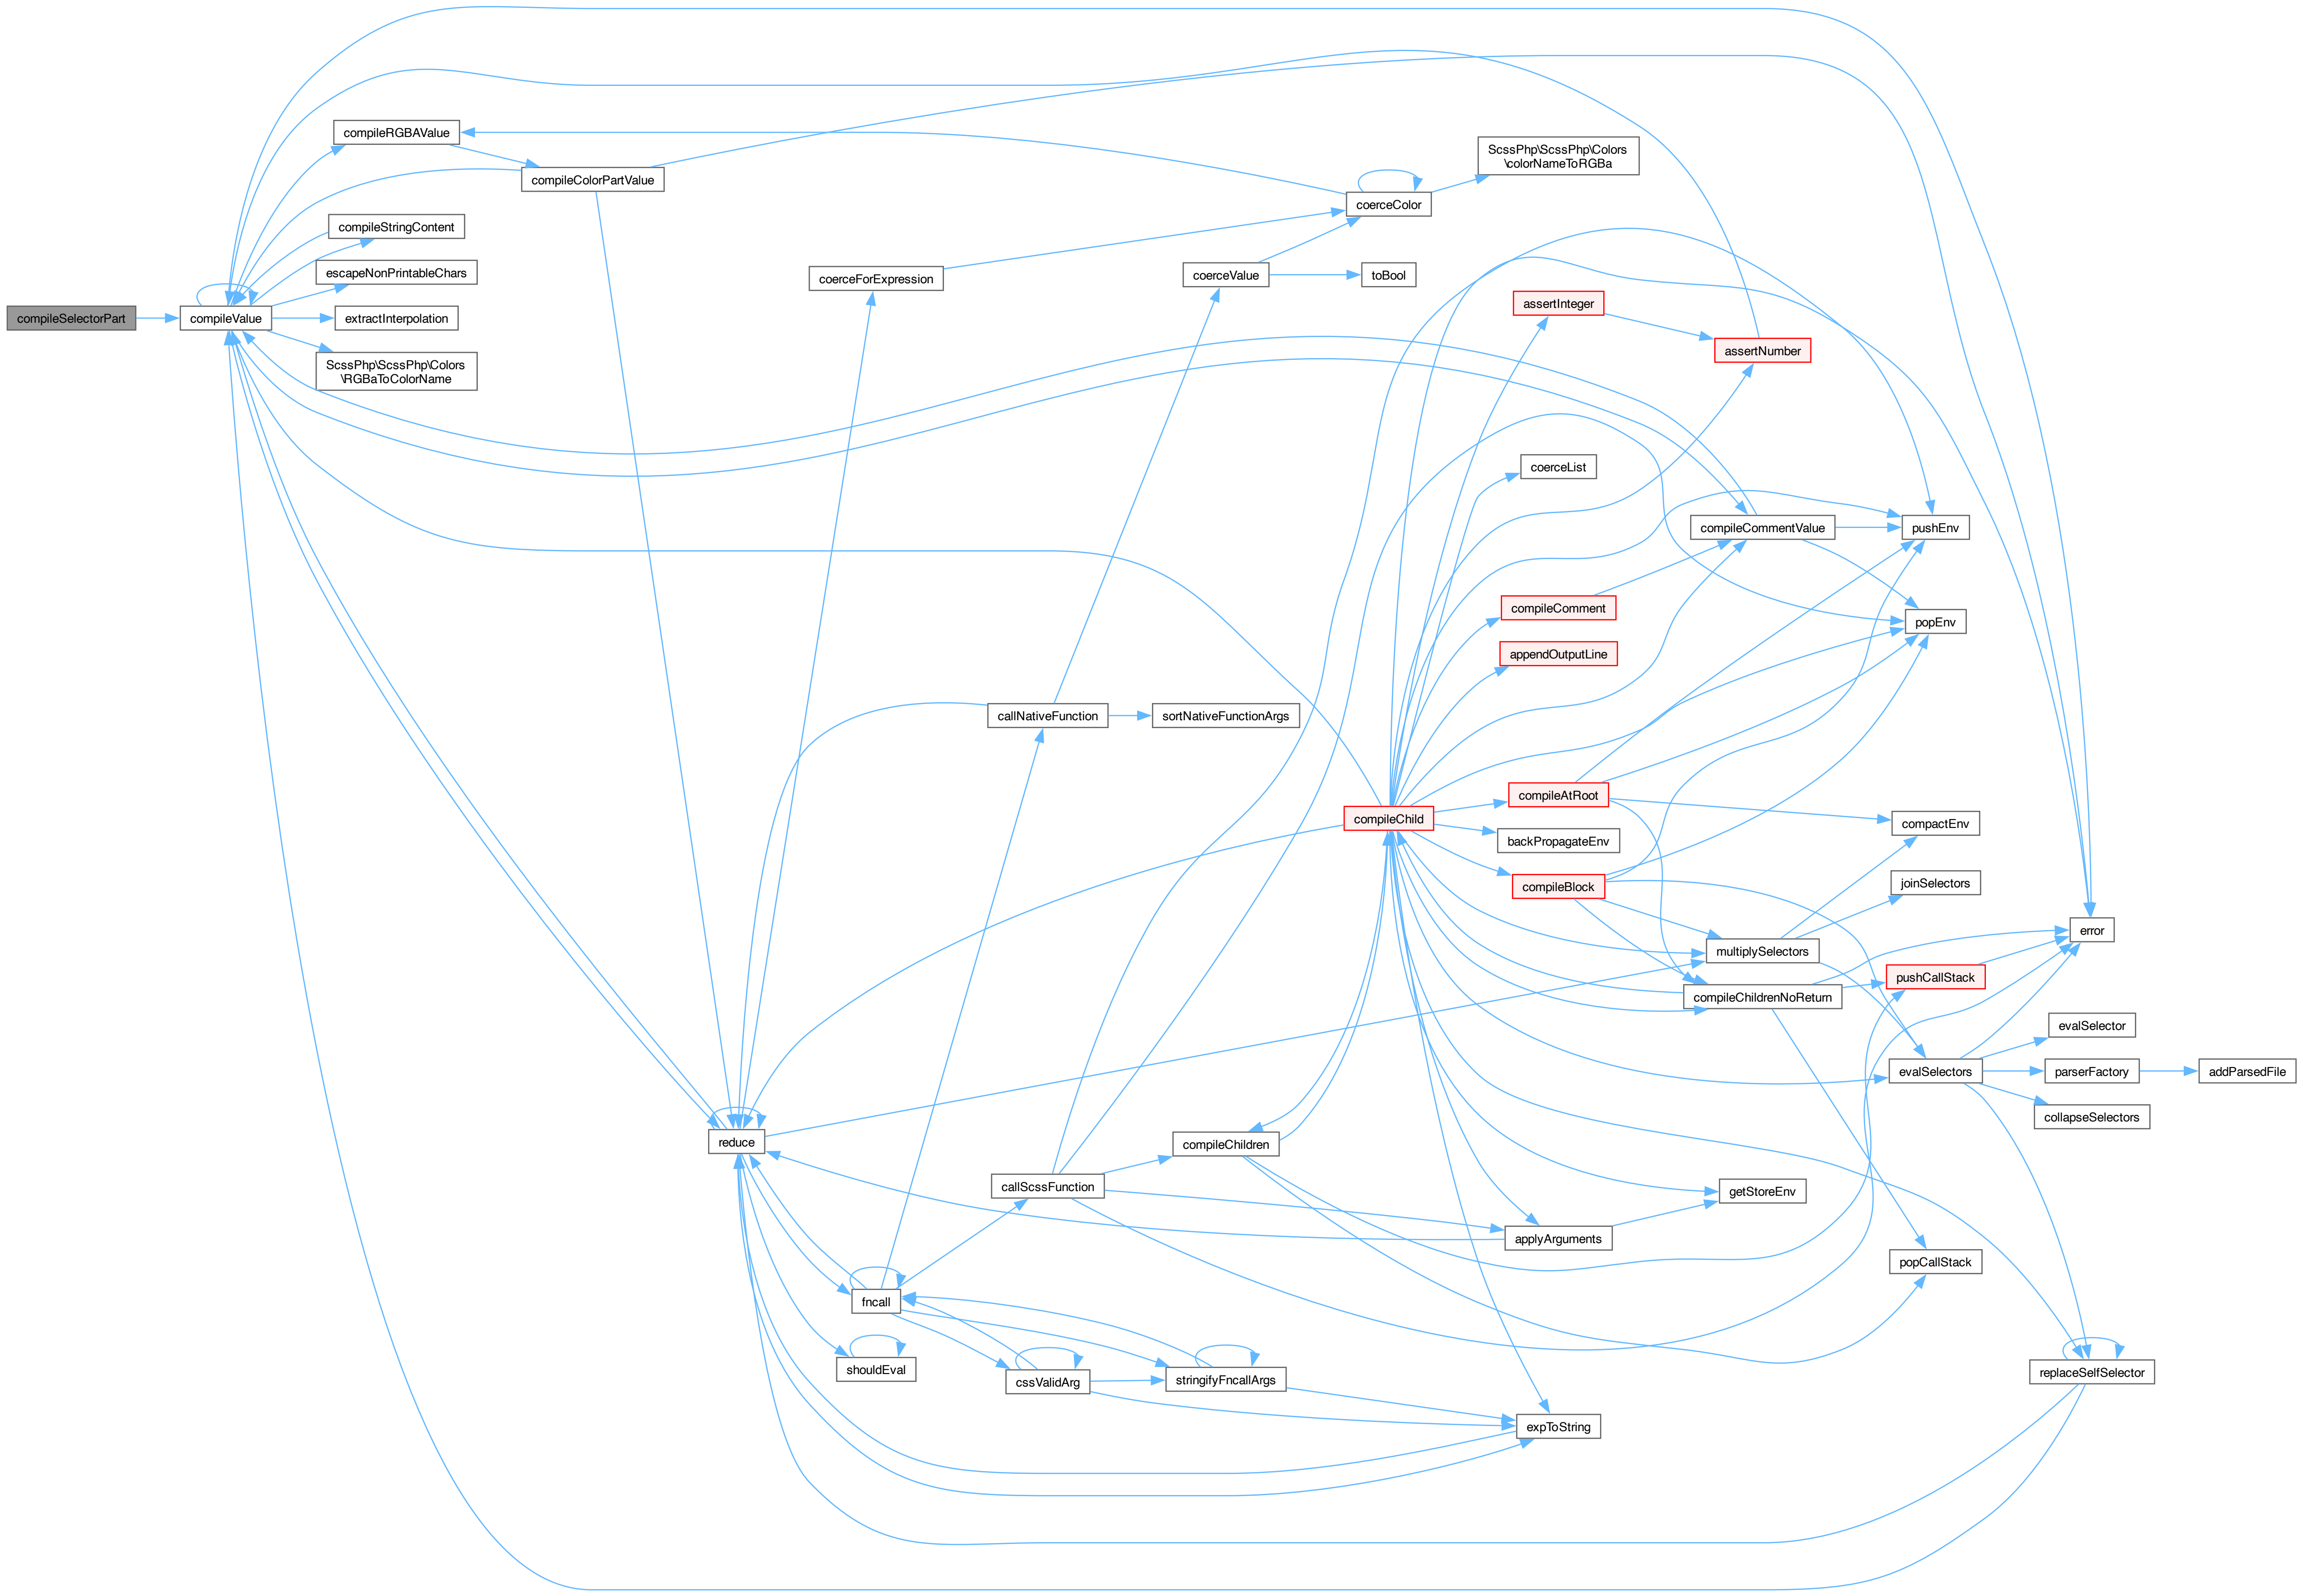 compileSelectorPart
compileValue
compileRGBAValue
compileColorPartValue
compileStringContent
escapeNonPrintableChars
extractInterpolation
ScssPhp\ScssPhp\Colors
\RGBaToColorName
coerceForExpression
coerceColor
ScssPhp\ScssPhp\Colors
\colorNameToRGBa
coerceValue
toBool
assertInteger
assertNumber
coerceList
compileCommentValue
pushEnv
compileComment
popEnv
appendOutputLine
callNativeFunction
sortNativeFunctionArgs
compileChild
compileAtRoot
compactEnv
backPropagateEnv
compileBlock
joinSelectors
multiplySelectors
error
compileChildrenNoReturn
pushCallStack
evalSelector
evalSelectors
parserFactory
addParsedFile
collapseSelectors
reduce
compileChildren
callScssFunction
getStoreEnv
applyArguments
popCallStack
fncall
shouldEval
cssValidArg
stringifyFncallArgs
replaceSelfSelector
expToString